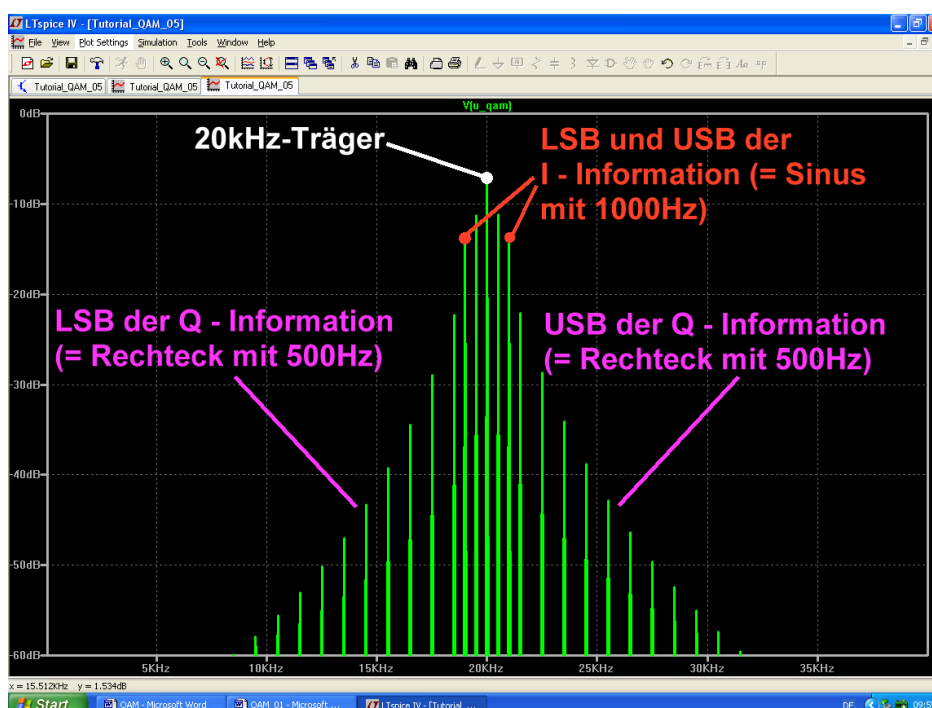 LTspice IV - [Tutorial_QAM_05]
File View Plot Settings Simulation Tools Window Help
Tutorial_QAM_05 Tutorial_QAM_05 Tutorial_QAM_05
V(u_qam)
0dB
20kHz-Träger
LSB und USB der
I - Information (= Sinus
mit 1000Hz)
-10dB
-20dB
LSB der Q - Information
(= Rechteck mit 500Hz)
USB der Q - Information
(= Rechteck mit 500Hz)
-30dB
-40dB
-50dB
-60dB
5KHz 10KHz 15KHz 20KHz 25KHz 30KHz 35KHz
x = 15.512KHz y = 1.534dB
Start QAM - Microsoft Word QAM_01 - Microsoft ... LTspice IV - [Tutorial_... DE